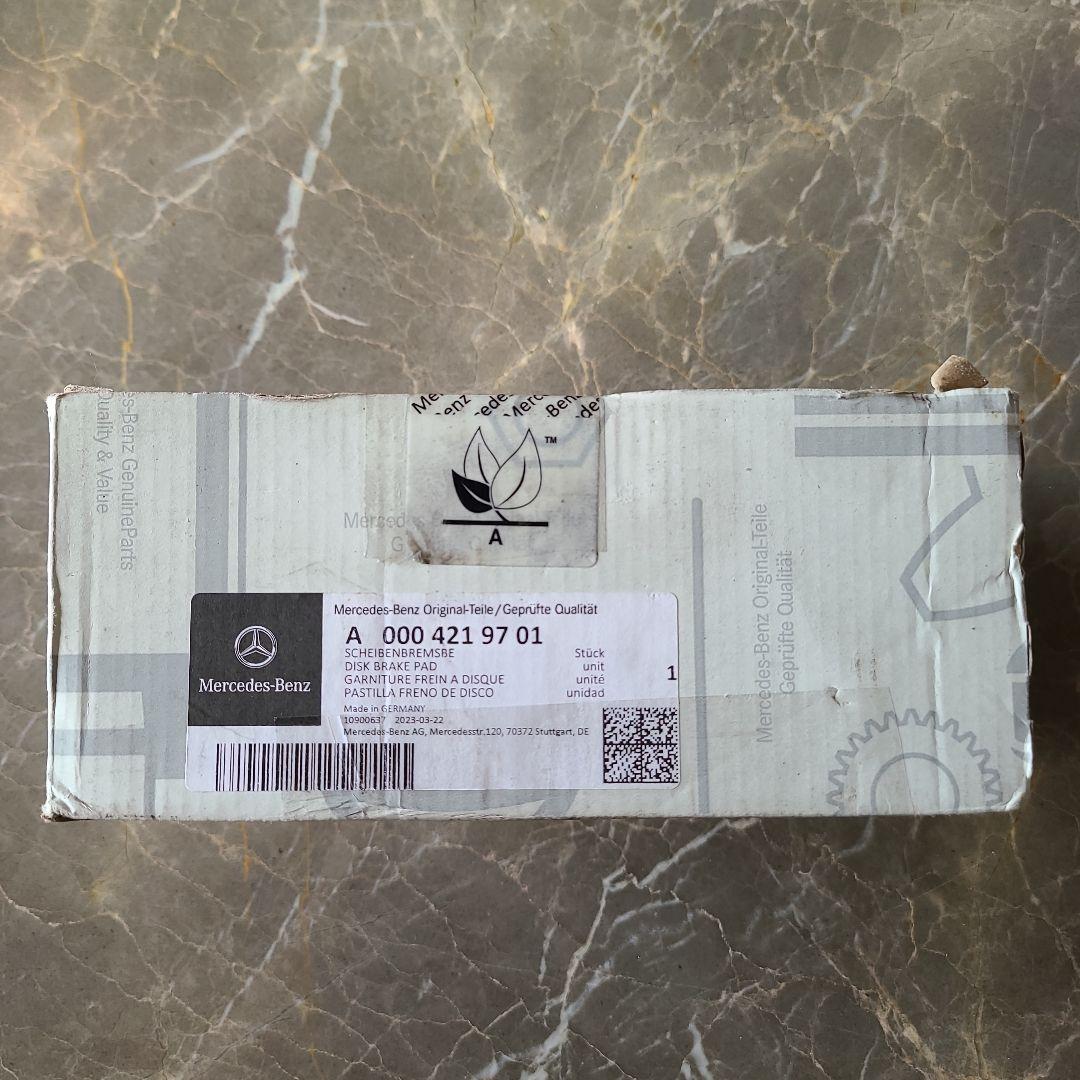 es-Benz GenuineParts
Quality & Value
Mercedes-Benz Original-Teile
Geprüfte Qualität
TM
A
Mercedes-Benz
Mercedes-Benz Original-Teile/Geprüfte Qualität
A 000 421 97 01
SCHEIBENBREMSBE Stück
DISK BRAKE PAD unit
GARNITURE FREIN A DISQUE unité 1
PASTILLA FRENO DE DISCO unidad
Made in GERMANY
10900637 2023-03-22
Mercedes-Benz AG, Mercedesstr,120, 70372 Stuttgart, DE